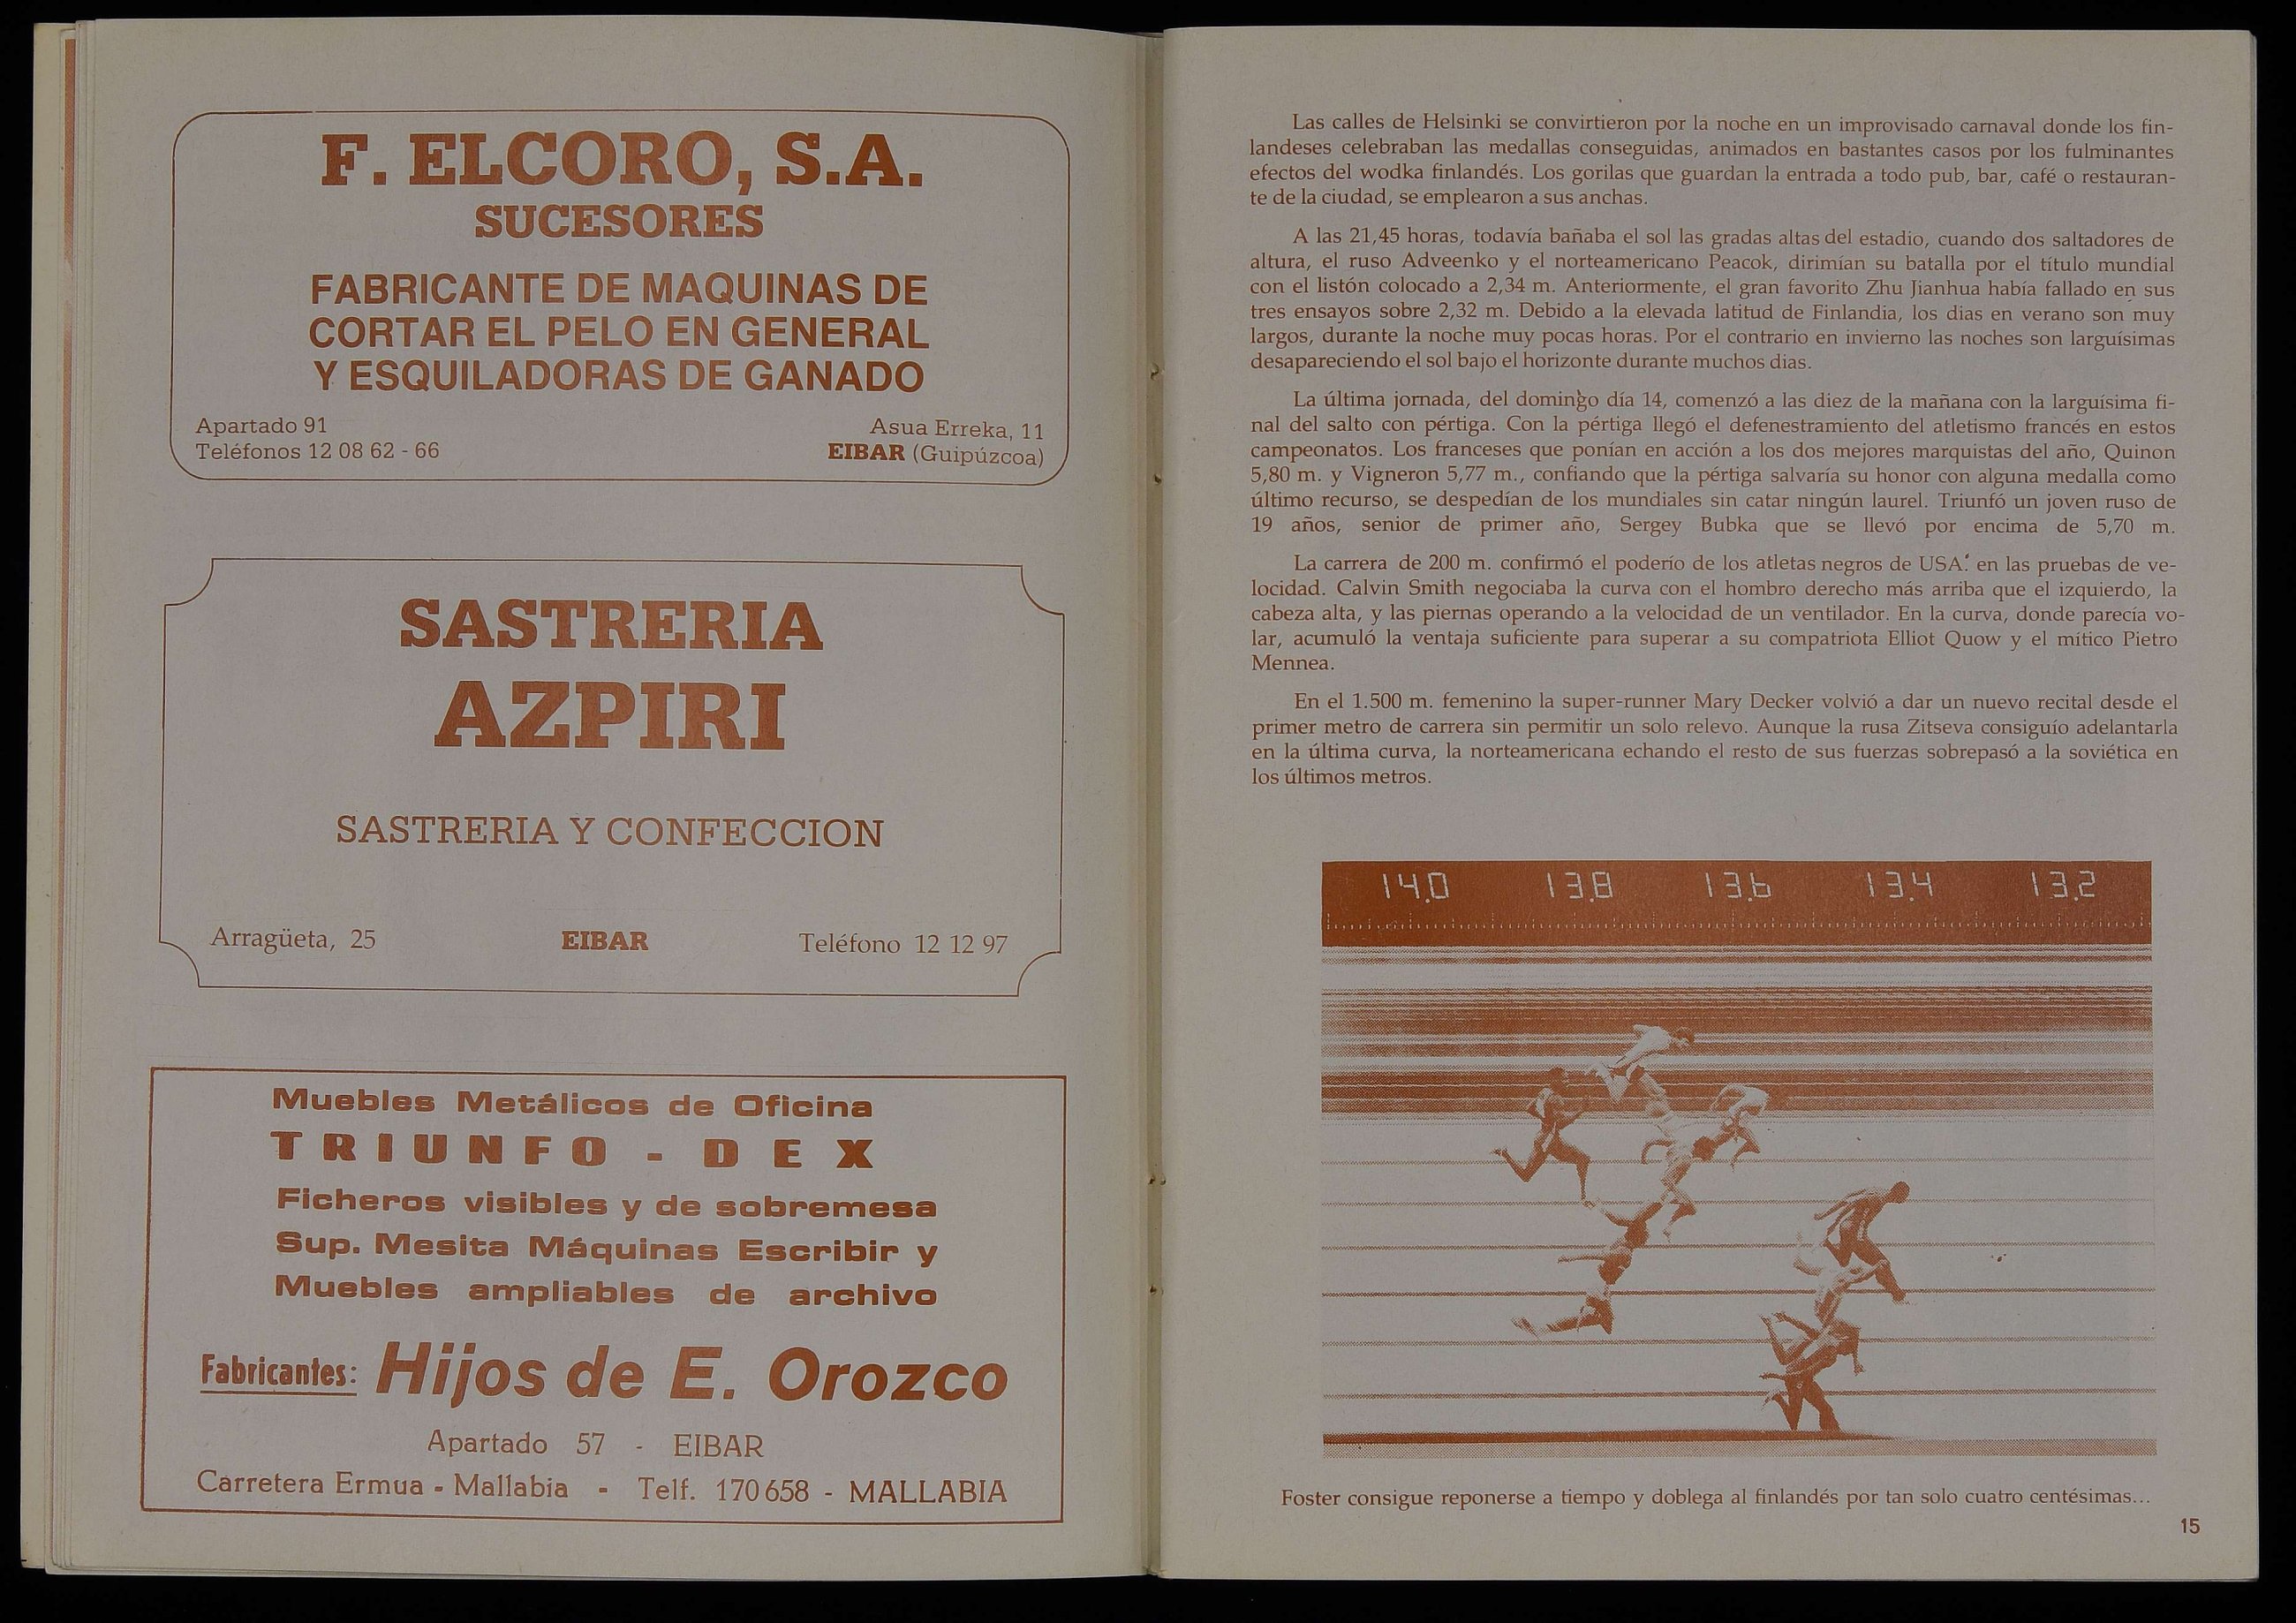 F. ELCORO, S.A.
SUCESORES
FABRICANTE DE MAQUINAS DE
CORTAR EL PELO EN GENERAL
Y ESQUILADORAS DE GANADO
Apartado 91
Teléfonos 12 08 62 - 66
Asua Erreka, 11
EIBAR (Guipúzcoa)
SASTRERIA
AZPIRI
SASTRERIA Y CONFECCION
Arragüeta, 25 EIBAR Teléfono 12 12 97
Muebles Metálicos de Oficina
TRIUNFO - DEX
Ficheros visibles y de sobremesa
Sup. Mesita Máquinas Escribir y
Muebles ampliables de archivo
Fabricantes: Hijos de E. Orozco
Apartado 57 - EIBAR
Carretera Ermua - Mallabia - Telf. 170658 - MALLABIA
Las calles de Helsinki se convirtieron por la noche en un improvisado carnaval donde los fin-
landeses celebraban las medallas conseguidas, animados en bastantes casos por los fulminantes
efectos del wodka finlandés. Los gorilas que guardan la entrada a todo pub, bar, café o restauran-
te de la ciudad, se emplearon a sus anchas.
A las 21,45 horas, todavía bañaba el sol las gradas altas del estadio, cuando dos saltadores de
altura, el ruso Adveenko y el norteamericano Peacok, dirimían su batalla por el título mundial
con el listón colocado a 2,34 m. Anteriormente, el gran favorito Zhu Jianhua había fallado en sus
tres ensayos sobre 2,32 m. Debido a la elevada latitud de Finlandia, los dias en verano son muy
largos, durante la noche muy pocas horas. Por el contrario en invierno las noches son larguísimas
desapareciendo el sol bajo el horizonte durante muchos dias.
La última jornada, del domingo día 14, comenzó a las diez de la mañana con la larguísima fi-
nal del salto con pértiga. Con la pértiga llegó el defenestramiento del atletismo francés en estos
campeonatos. Los franceses que ponían en acción a los dos mejores marquistas del año, Quinon
5,80 m. y Vigneron 5,77 m., confiando que la pértiga salvaría su honor con alguna medalla como
último recurso, se despedían de los mundiales sin catar ningún laurel. Triunfó un joven ruso de
19 años, senior de primer año, Sergey Bubka que se llevó por encima de 5,70 m.
La carrera de 200 m. confirmó el poderío de los atletas negros de USA. en las pruebas de ve-
locidad. Calvin Smith negociaba la curva con el hombro derecho más arriba que el izquierdo, la
cabeza alta, y las piernas operando a la velocidad de un ventilador. En la curva, donde parecía vo-
lar, acumuló la ventaja suficiente para superar a su compatriota Elliot Quow y el mítico Pietro
Mennea.
En el 1.500 m. femenino la super-runner Mary Decker volvió a dar un nuevo recital desde el
primer metro de carrera sin permitir un solo relevo. Aunque la rusa Zitseva consiguío adelantarla
en la última curva, la norteamericana echando el resto de sus fuerzas sobrepasó a la soviética en
los últimos metros.
14.0 13.8 13.6 13.4 13.2
Foster consigue reponerse a tiempo y doblega al finlandés por tan solo cuatro centésimas...
15